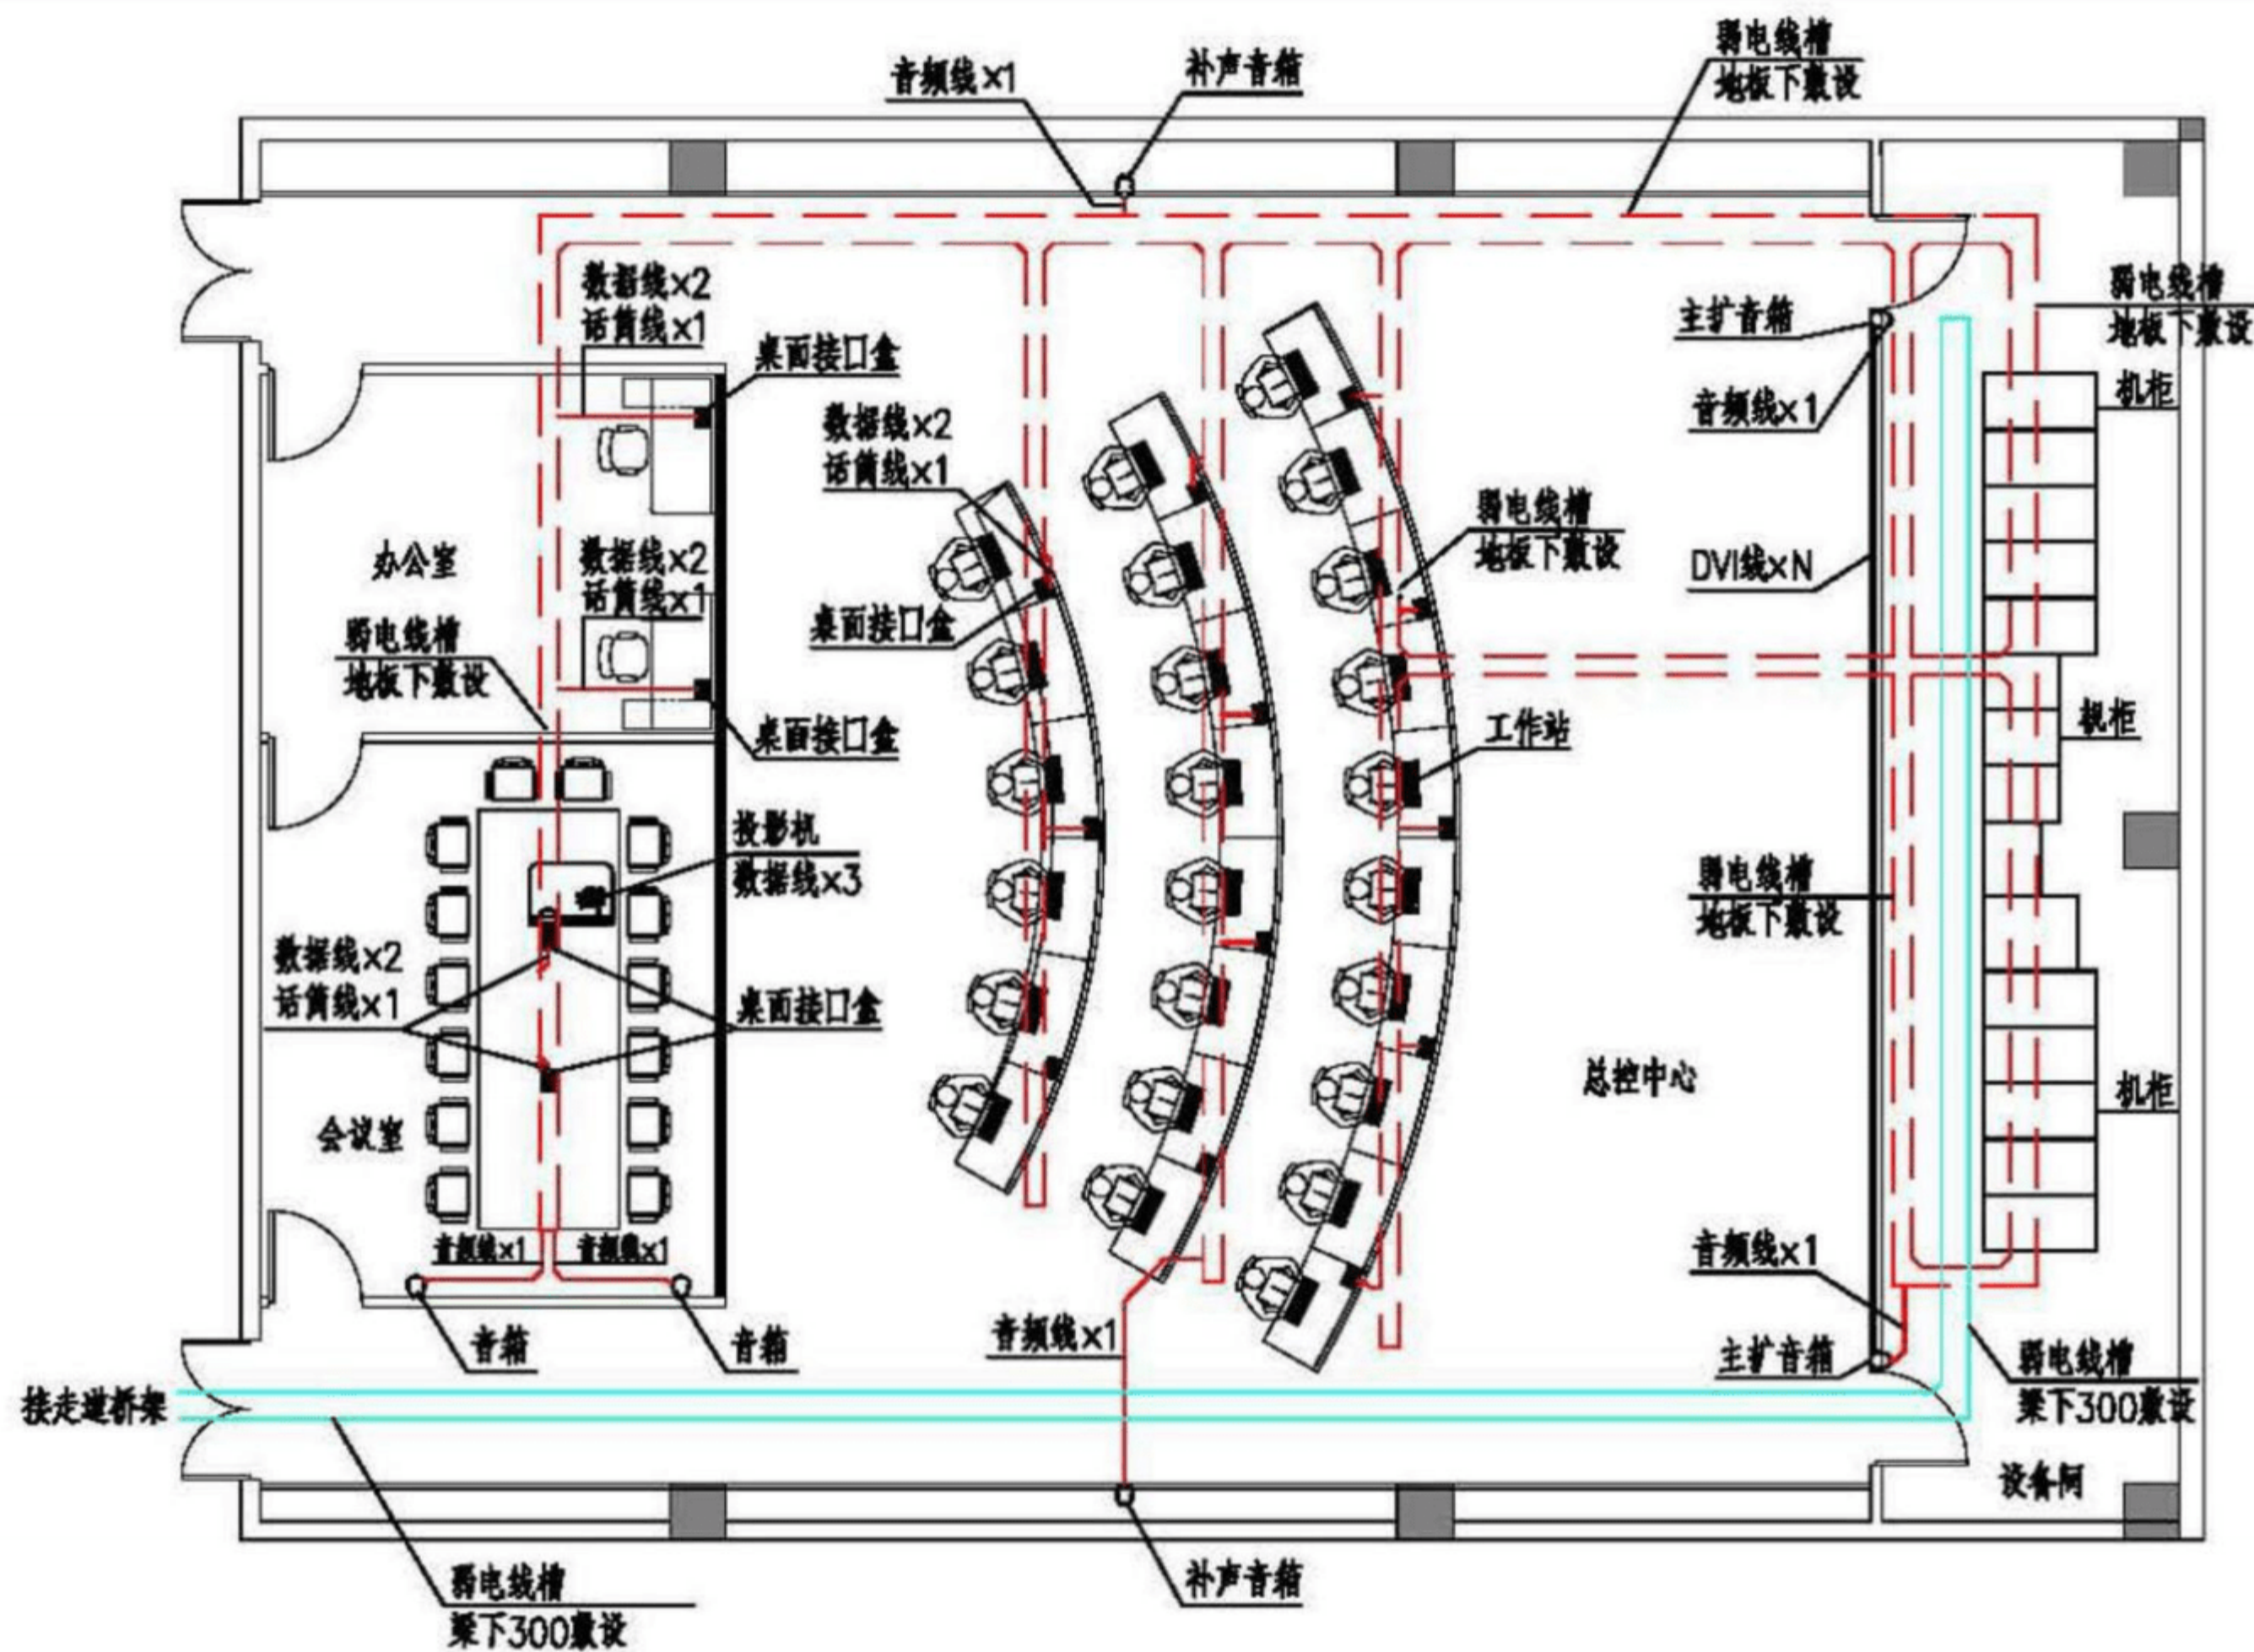 音频线×1
补声音箱
弱电线槽
地板下敷设
数据线×2
话筒线×1
桌面接口盒
主扩音箱
弱电线槽
地板下敷设
机柜
音频线×1
数据线×2
话筒线×1
弱电线槽
地板下敷设
DVI线×N
办公室
数据线×2
话筒线×1
桌面接口盒
弱电线槽
地板下敷设
桌面接口盒
工作站
机柜
投影机
数据线×3
弱电线槽
地板下敷设
数据线×2
话筒线×1
桌面接口盒
总控中心
机柜
会议室
音频线×1
音频线×1
音频线×1
音箱
音箱
音频线×1
主扩音箱
弱电线槽
梁下300敷设
接走道桥架
设备间
弱电线槽
梁下300敷设
补声音箱